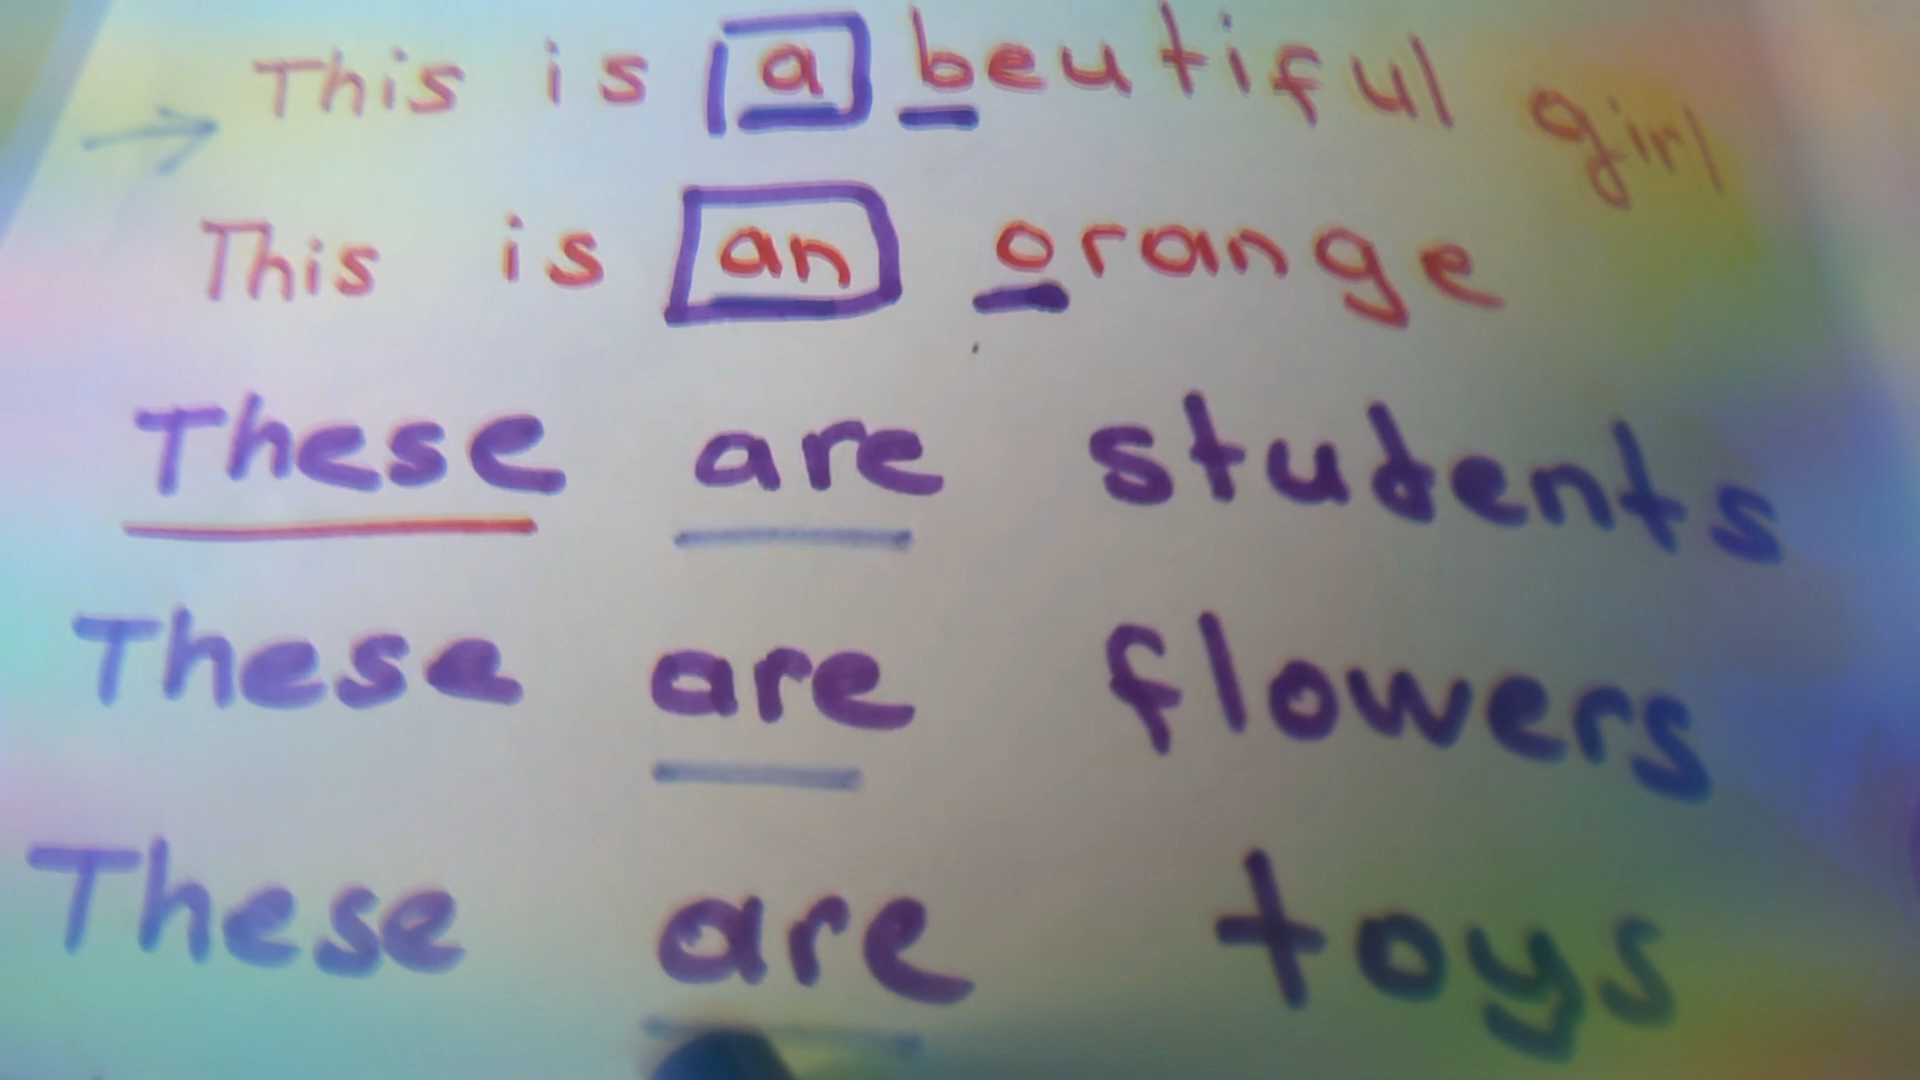 This is a beutiful girl
This is an orange
These are students
These are flowers
These are toys